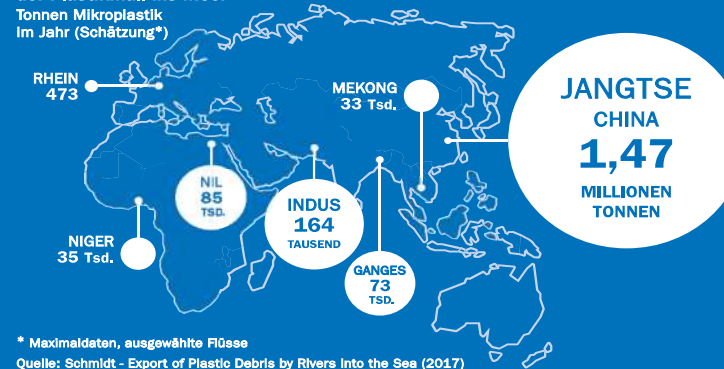 Tonnen Mikroplastik
im Jahr (Schätzung*)
RHEIN
473
MEKONG
33 Tsd.
JANGTSE
CHINA
1,47
MILLIONEN
TONNEN
NIL
85
TSD.
INDUS
164
TAUSEND
NIGER
35 Tsd.
GANGES
73
TSD.
* Maximaldaten, ausgewählte Flüsse
Quelle: Schmidt - Export of Plastic Debris by Rivers into the Sea (2017)